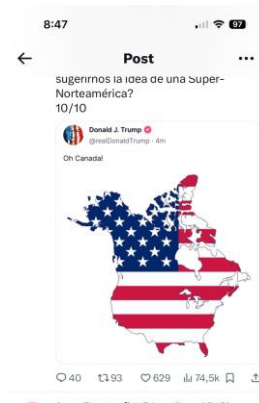 8:47
97
Post
sugerirnos la idea de una Super-
Norteamérica?
10/10
Donald J. Trump
@realDonaldTrump · 4m
Oh Canada!
40 93 629 74,5k